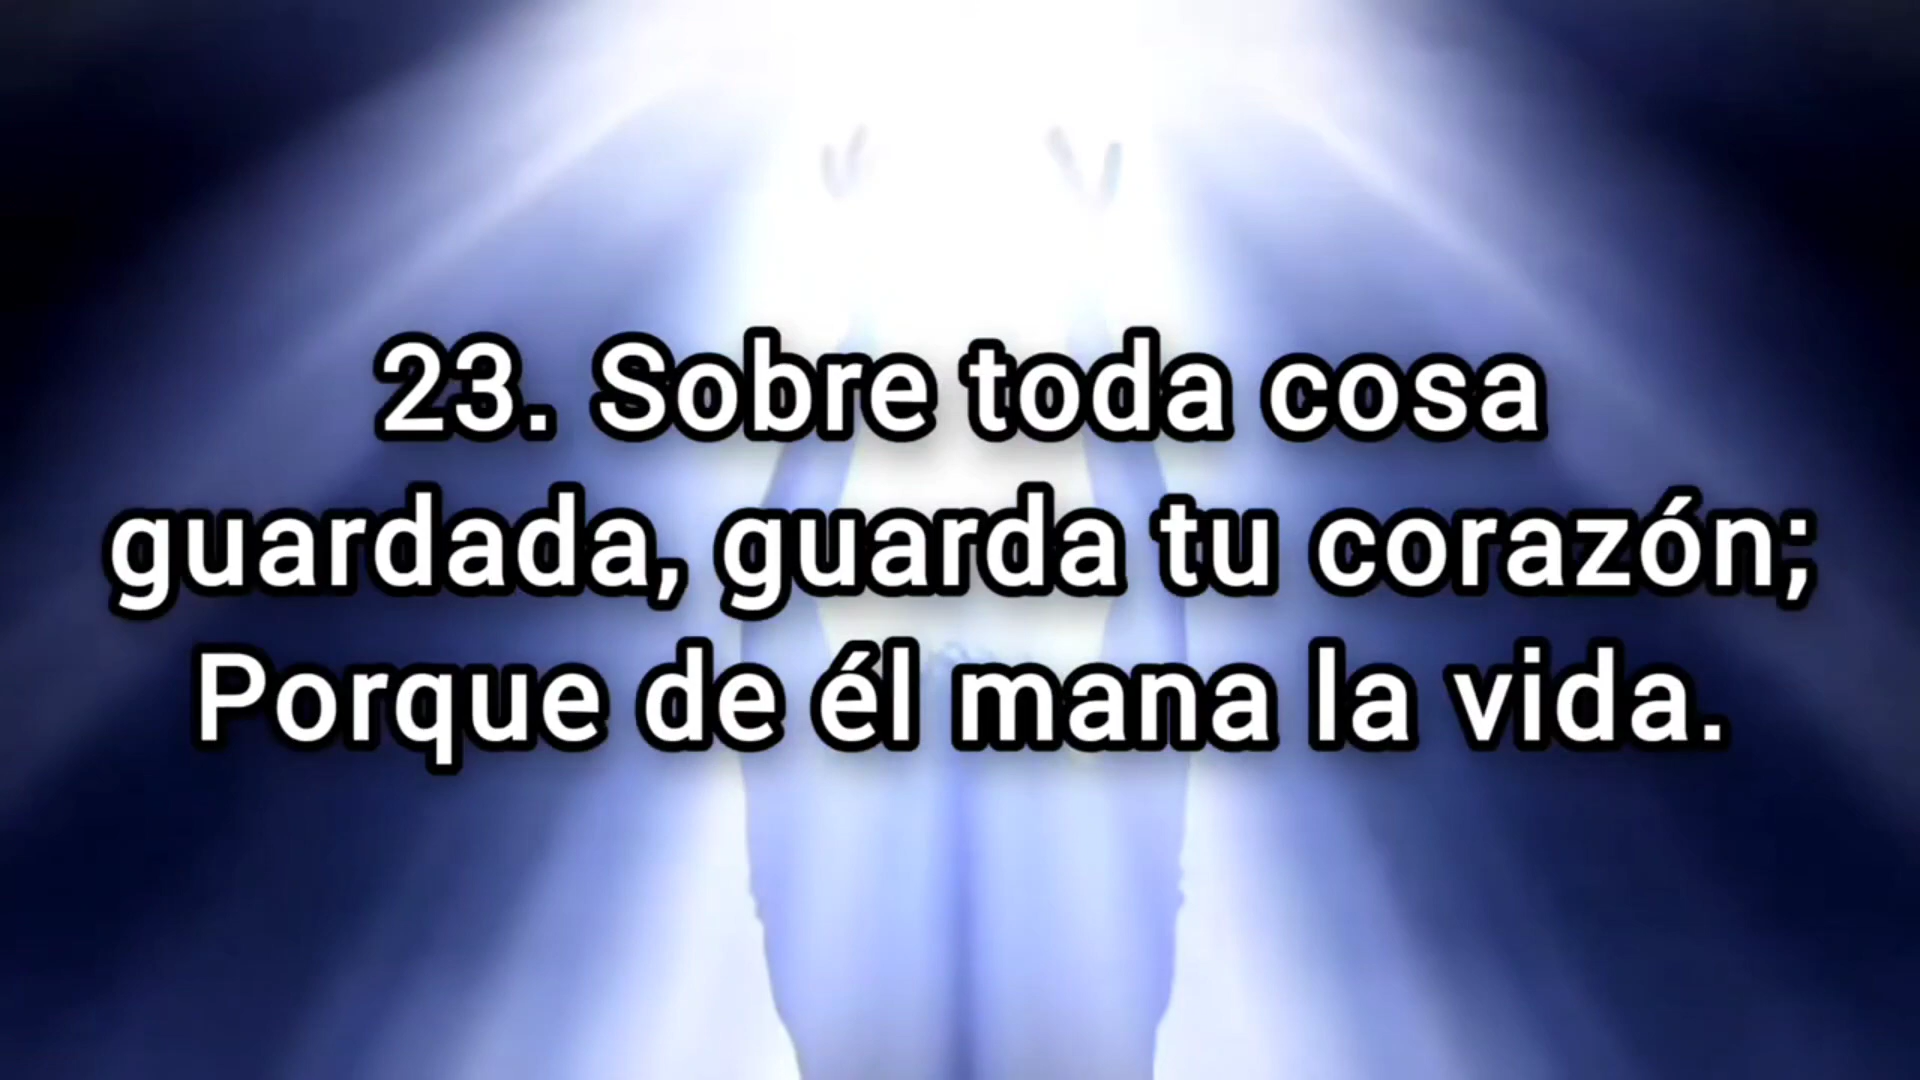 23. Sobre toda cosa
guardada, guarda tu corazón;
Porque de él mana la vida.